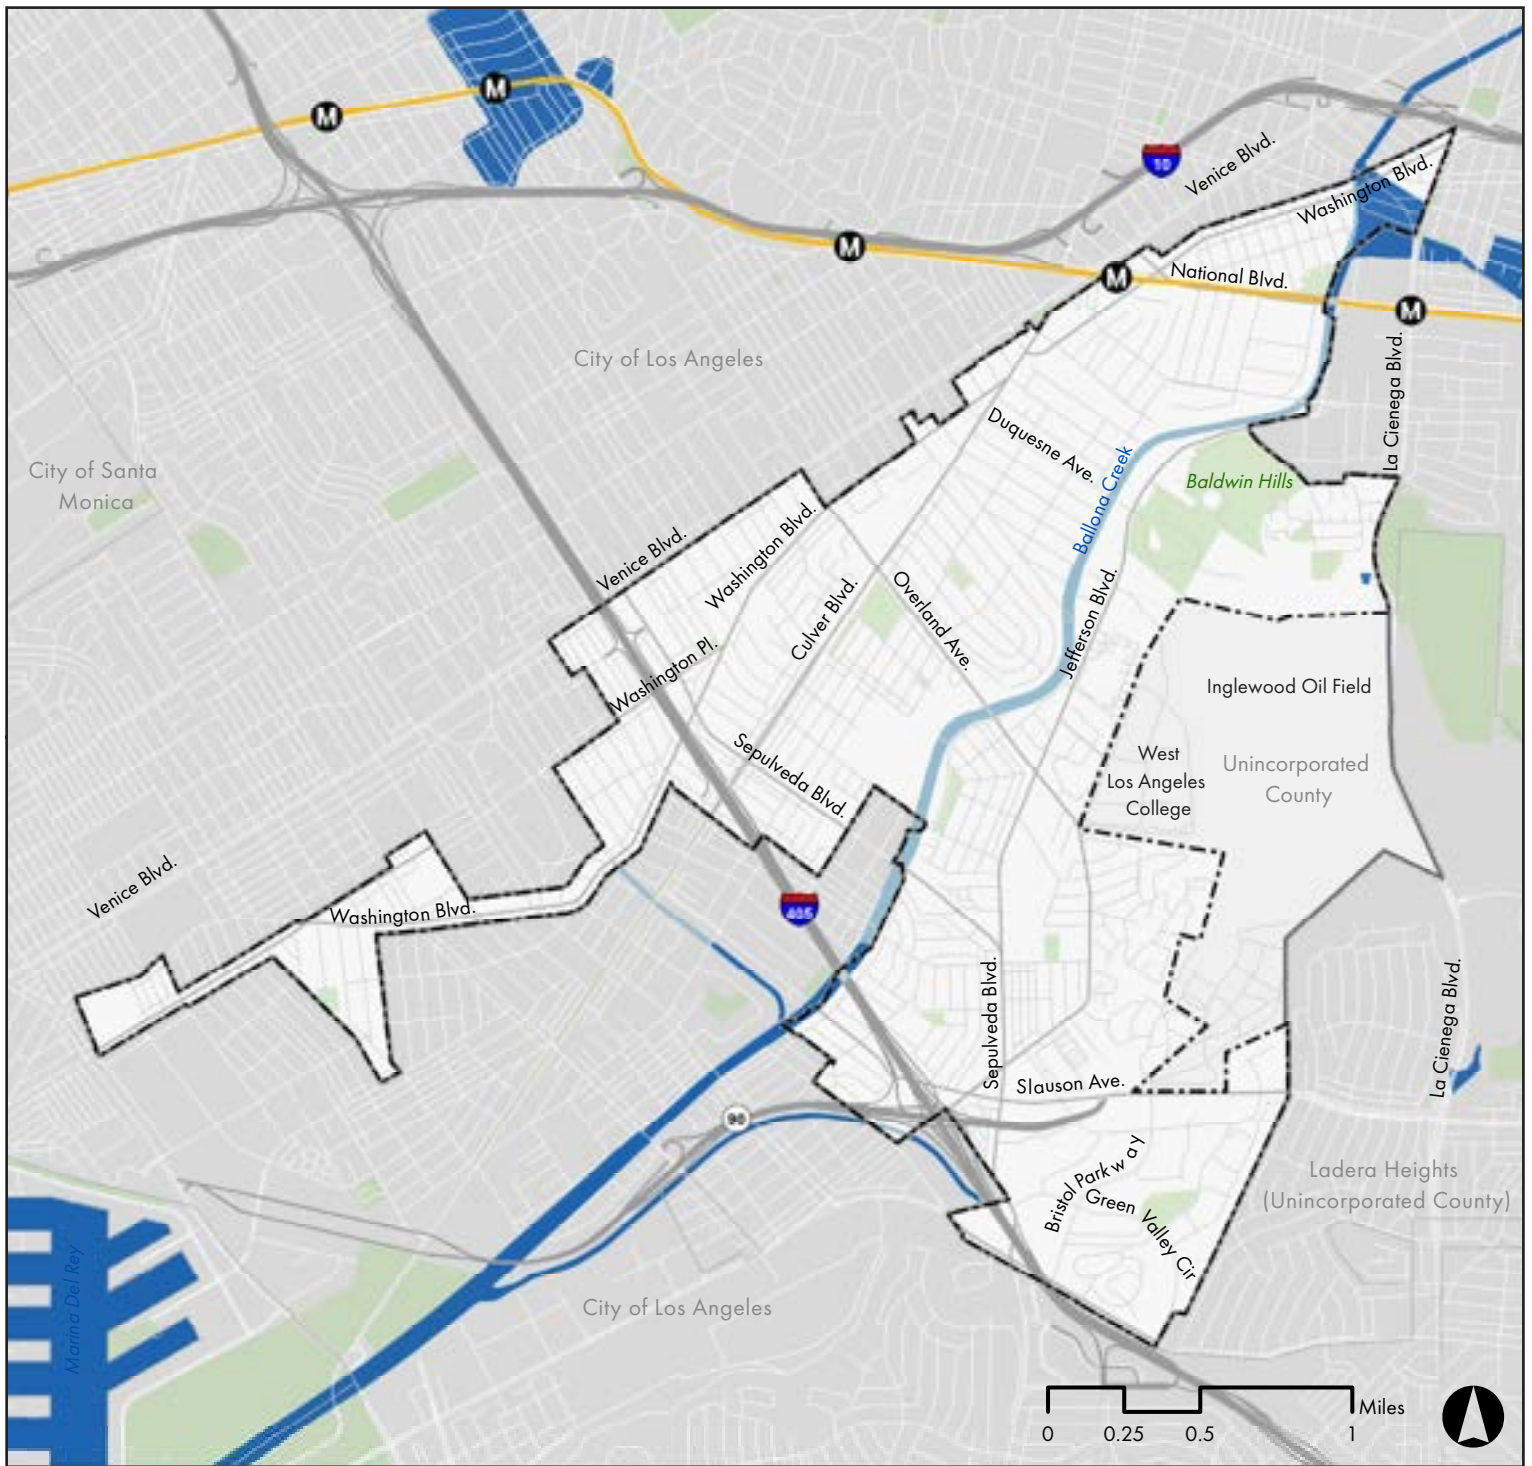 M
M
10
Venice Blvd.
Washington Blvd.
M
M
National Blvd.
M
City of Los Angeles
La Cienega Blvd.
Duquesne Ave.
City of Santa
Monica
Ballona Creek
Baldwin Hills
Venice Blvd.
Washington Blvd.
Culver Blvd.
Overland Ave.
Jefferson Blvd.
Washington Pl.
Inglewood Oil Field
Sepulveda Blvd.
West
Los Angeles
College
Unincorporated
County
Venice Blvd.
Washington Blvd.
405
Sepulveda Blvd.
La Cienega Blvd.
Slauson Ave.
90
Bristol Parkway
Green Valley Cir
Ladera Heights
(Unincorporated County)
Marina Del Rey
City of Los Angeles
Miles
0 0.25 0.5 1